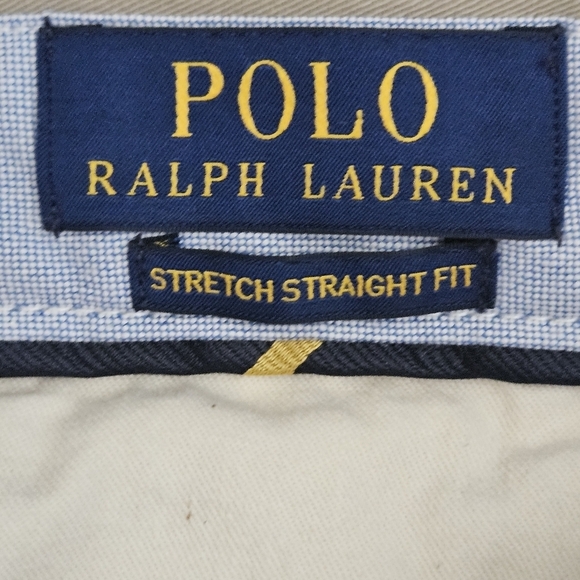 POLO
RALPH LAUREN
STRETCH STRAIGHT FIT